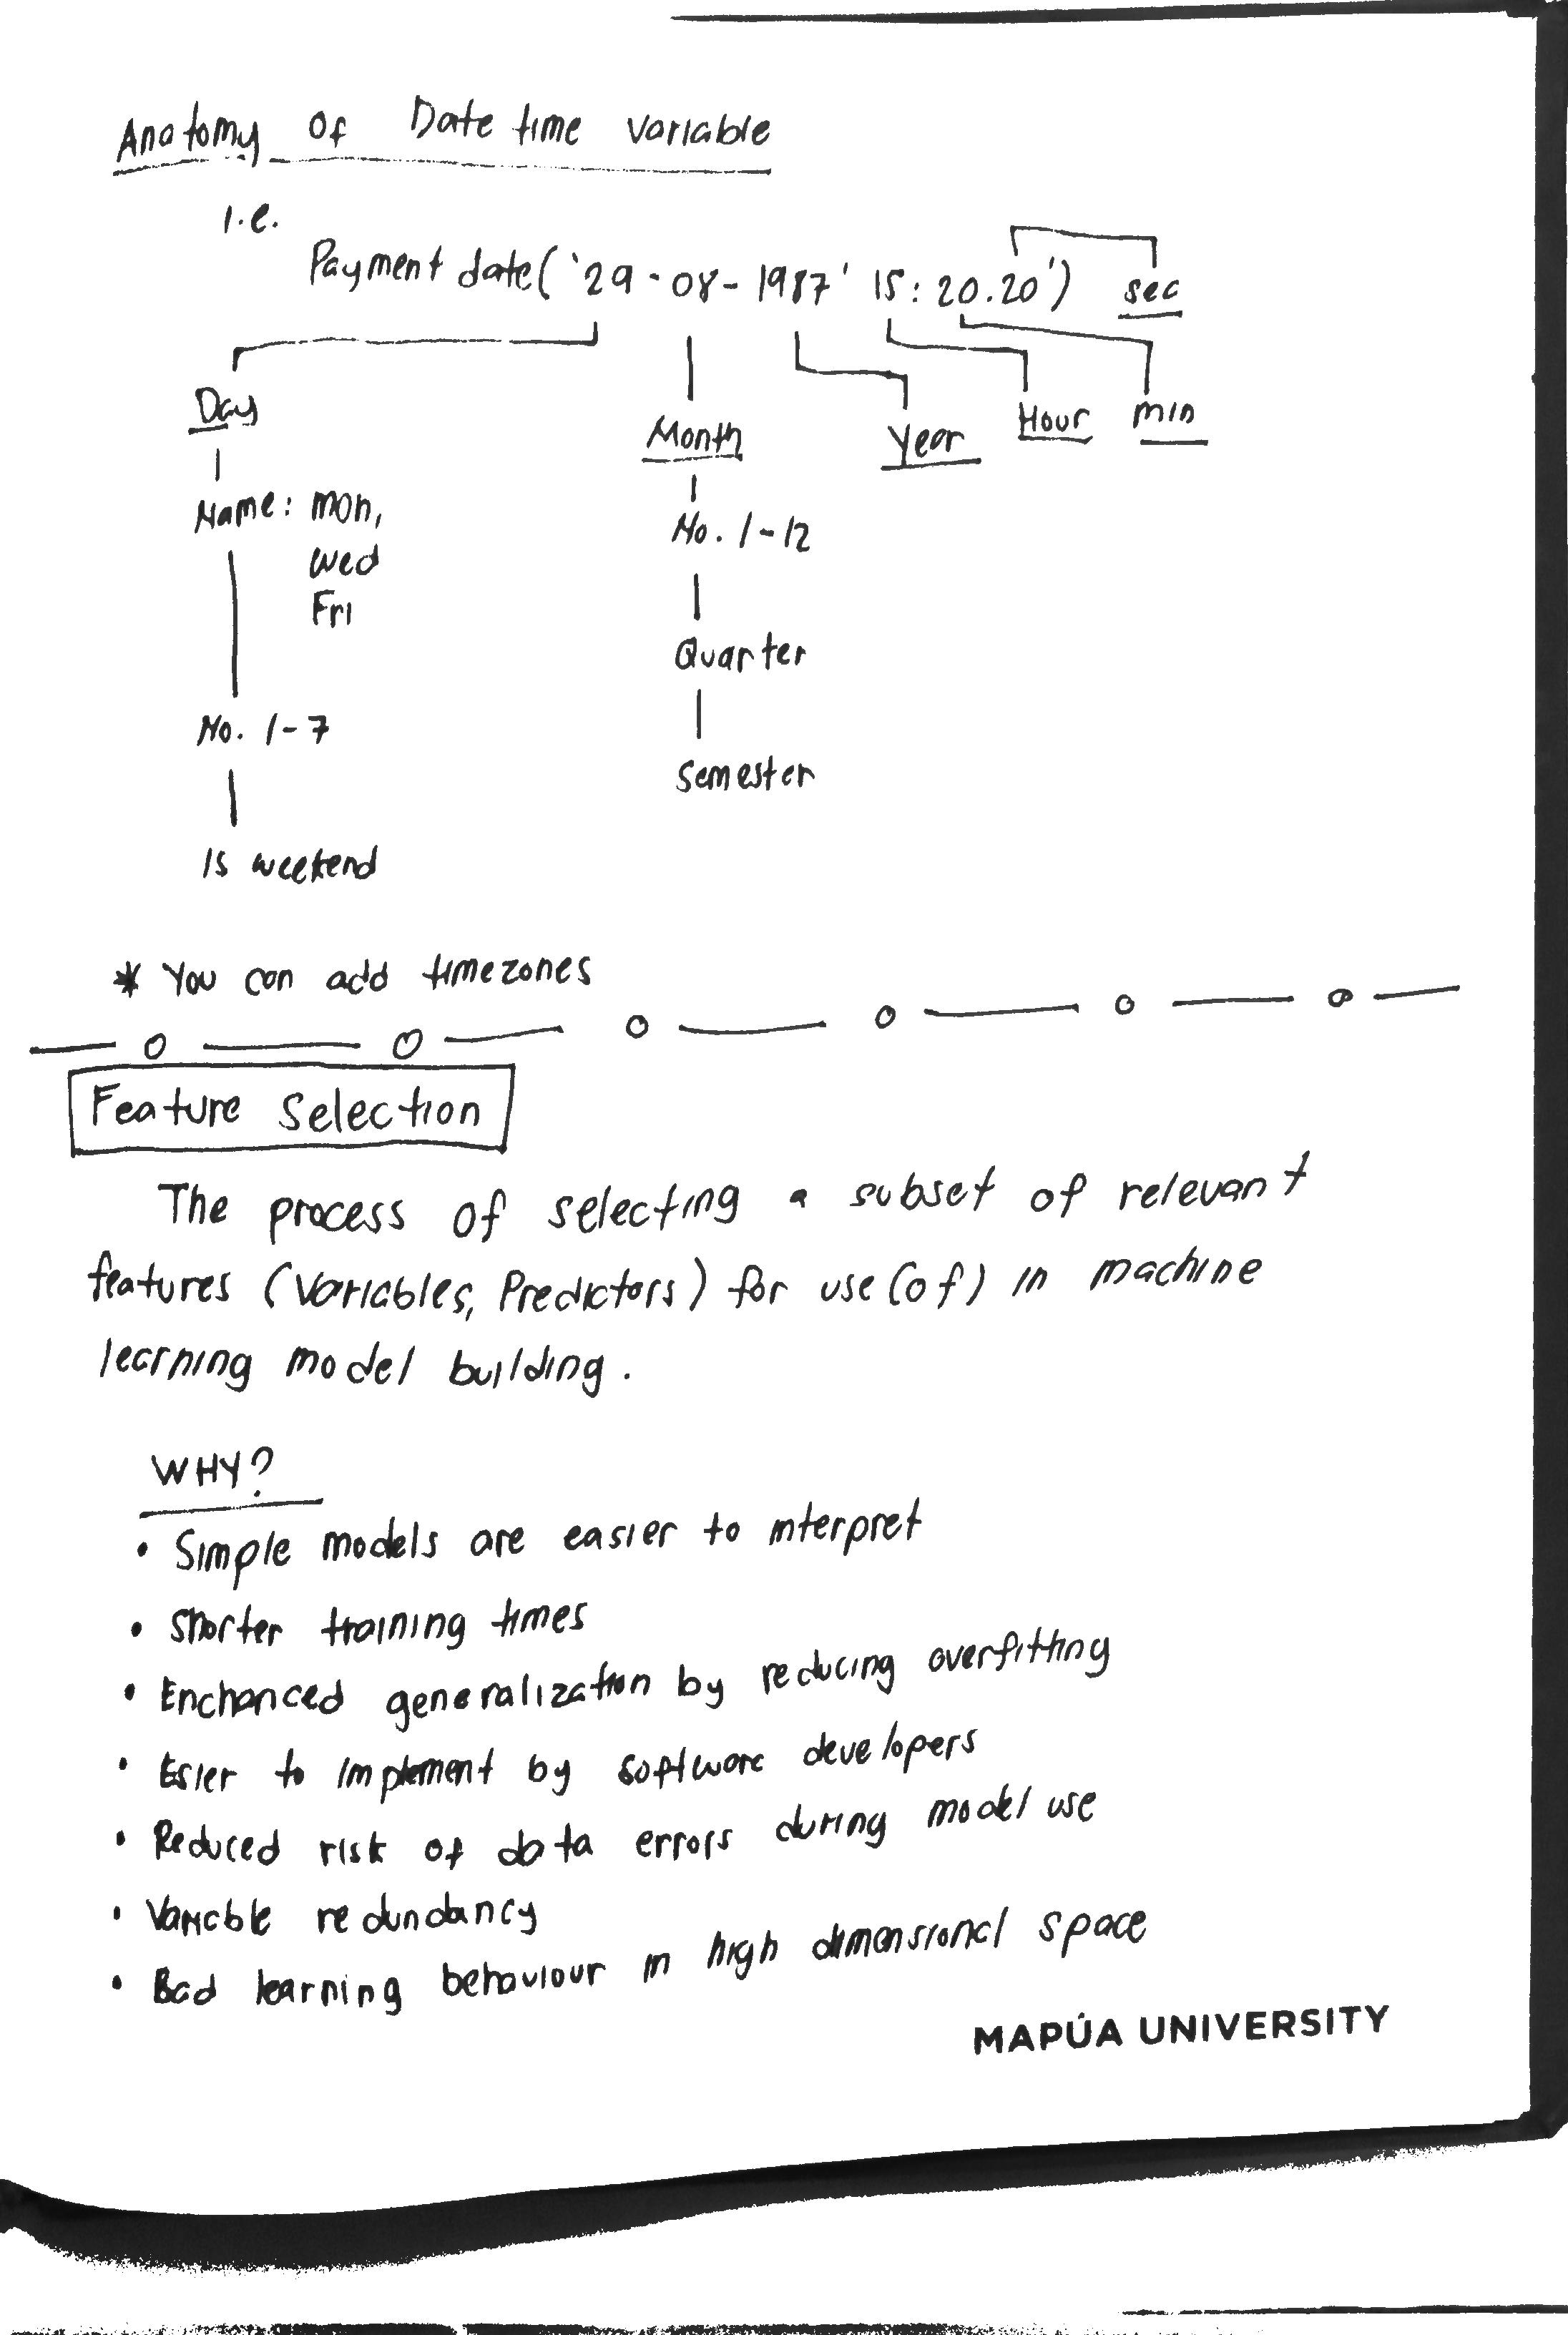 Anatomy of Date time variable
i.e.
Payment date('29-08-1987' 15:20.20') sec
Day Month Year Hour min
Name: mon,
Wed
Fri
No. 1-12
Quarter
No. 1-7
Semester
Is weekend
* You can add timezones
Feature Selection
The process of selecting a subset of relevant
features (Variables, Predictors) for use (of) in machine
learning model building.
WHY?
• Simple models are easier to interpret
• Shorter training times
• Enchanced generalization by reducing overfitting
• Esier to implement by software developers
• Reduced risk of data errors during model use
• Variable redundancy
• Bad learning behaviour in high dimensional space
MAPÚA UNIVERSITY